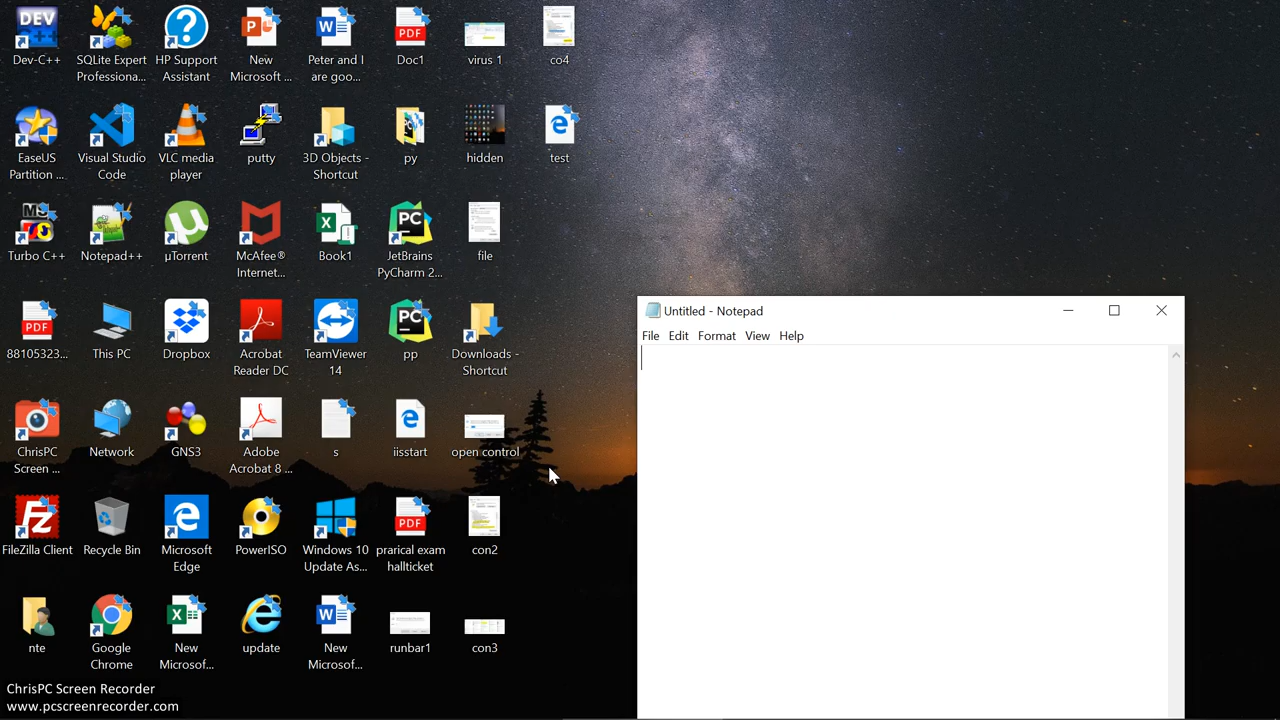 Dev-C++
SQLite Expert
Professiona...
HP Support
Assistant
New
Microsoft ...
Peter and I
are goo...
Doc1
virus 1
co4
EaseUS
Partition ...
Visual Studio
Code
VLC media
player
putty
3D Objects -
Shortcut
py
hidden
test
Turbo C++
Notepad++
µTorrent
McAfee®
Internet...
Book1
JetBrains
PyCharm 2...
file
88105323...
This PC
Dropbox
Acrobat
Reader DC
TeamViewer
14
pp
Downloads -
Shortcut
ChrisPC
Screen ...
Network
GNS3
Adobe
Acrobat 8 ...
s
iisstart
open control
FileZilla Client
Recycle Bin
Microsoft
Edge
PowerISO
Windows 10
Update As...
prarical exam
hallticket
con2
nte
Google
Chrome
New
Microsof...
update
New
Microsof...
runbar1
con3
Untitled - Notepad
File Edit Format View Help
ChrisPC Screen Recorder
www.pcscreenrecorder.com